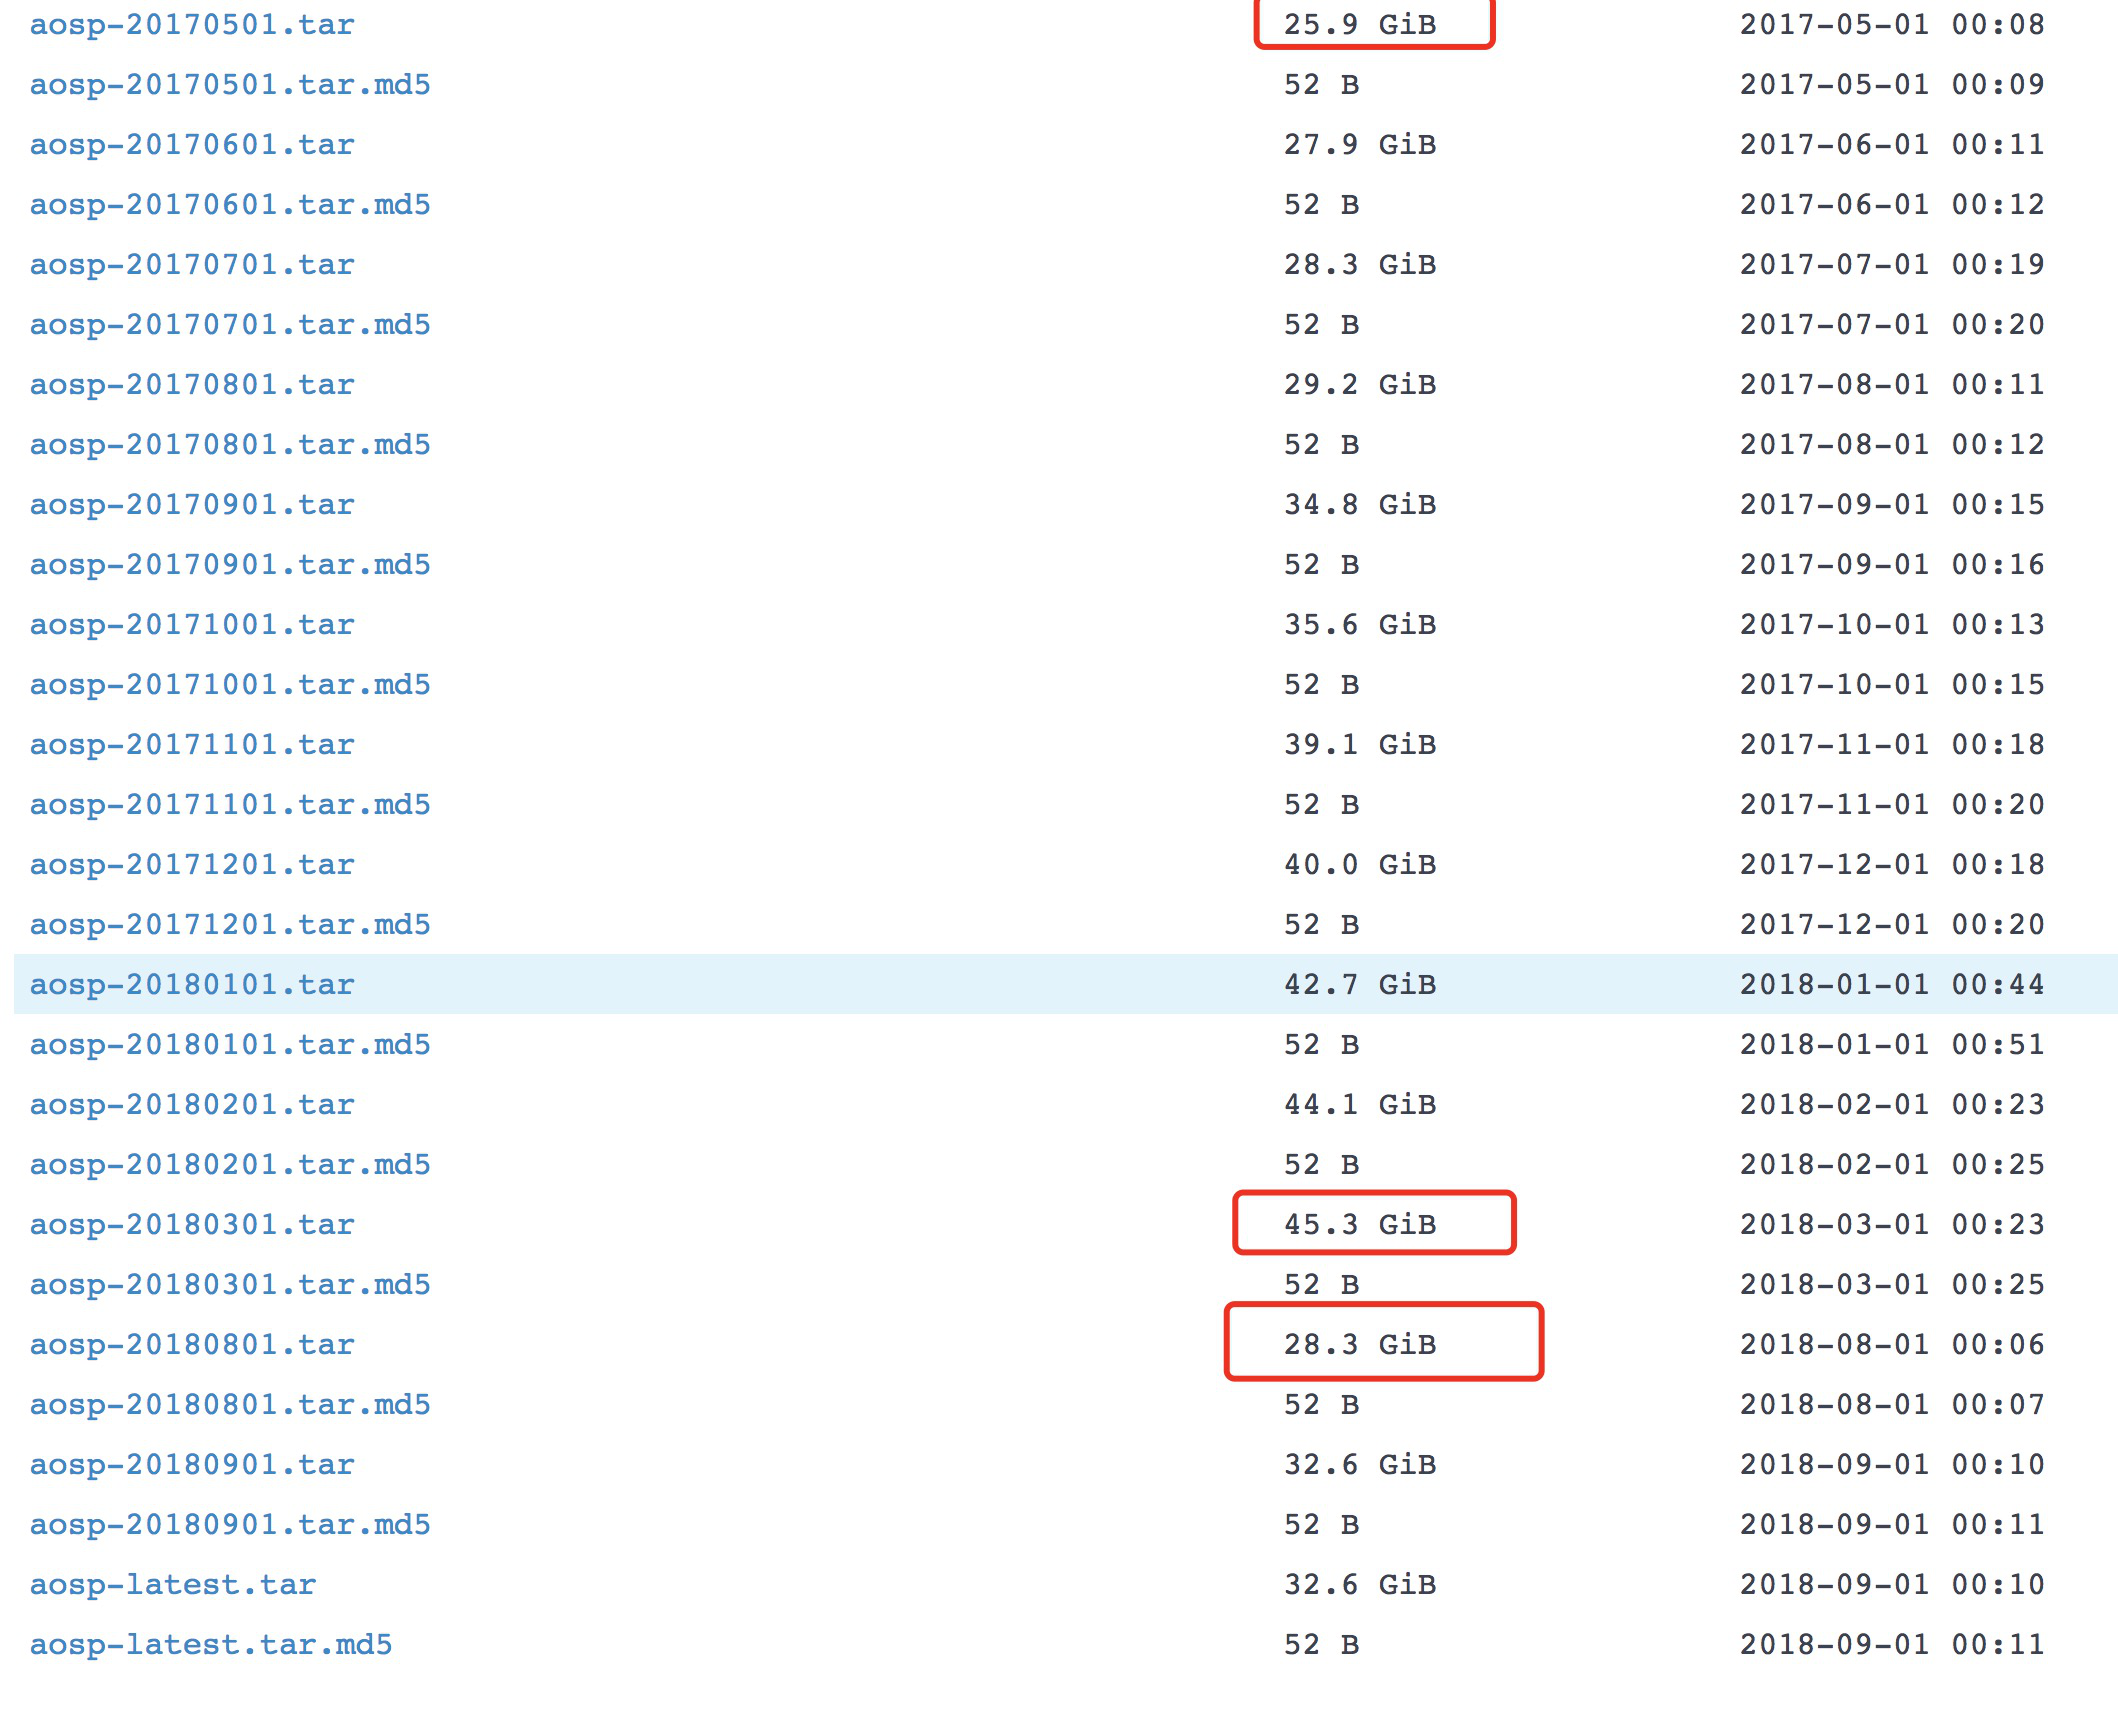 aosp-20170501.tar 25.9 GiB 2017-05-01 00:08
aosp-20170501.tar.md5 52 B 2017-05-01 00:09
aosp-20170601.tar 27.9 GiB 2017-06-01 00:11
aosp-20170601.tar.md5 52 B 2017-06-01 00:12
aosp-20170701.tar 28.3 GiB 2017-07-01 00:19
aosp-20170701.tar.md5 52 B 2017-07-01 00:20
aosp-20170801.tar 29.2 GiB 2017-08-01 00:11
aosp-20170801.tar.md5 52 B 2017-08-01 00:12
aosp-20170901.tar 34.8 GiB 2017-09-01 00:15
aosp-20170901.tar.md5 52 B 2017-09-01 00:16
aosp-20171001.tar 35.6 GiB 2017-10-01 00:13
aosp-20171001.tar.md5 52 B 2017-10-01 00:15
aosp-20171101.tar 39.1 GiB 2017-11-01 00:18
aosp-20171101.tar.md5 52 B 2017-11-01 00:20
aosp-20171201.tar 40.0 GiB 2017-12-01 00:18
aosp-20171201.tar.md5 52 B 2017-12-01 00:20
aosp-20180101.tar 42.7 GiB 2018-01-01 00:44
aosp-20180101.tar.md5 52 B 2018-01-01 00:51
aosp-20180201.tar 44.1 GiB 2018-02-01 00:23
aosp-20180201.tar.md5 52 B 2018-02-01 00:25
aosp-20180301.tar 45.3 GiB 2018-03-01 00:23
aosp-20180301.tar.md5 52 B 2018-03-01 00:25
aosp-20180801.tar 28.3 GiB 2018-08-01 00:06
aosp-20180801.tar.md5 52 B 2018-08-01 00:07
aosp-20180901.tar 32.6 GiB 2018-09-01 00:10
aosp-20180901.tar.md5 52 B 2018-09-01 00:11
aosp-latest.tar 32.6 GiB 2018-09-01 00:10
aosp-latest.tar.md5 52 B 2018-09-01 00:11